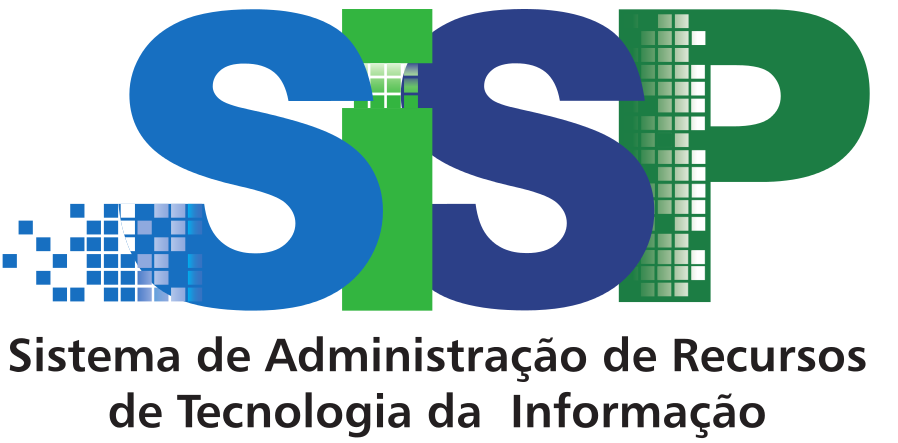 SiSP
Sistema de Administração de Recursos
de Tecnologia da Informação